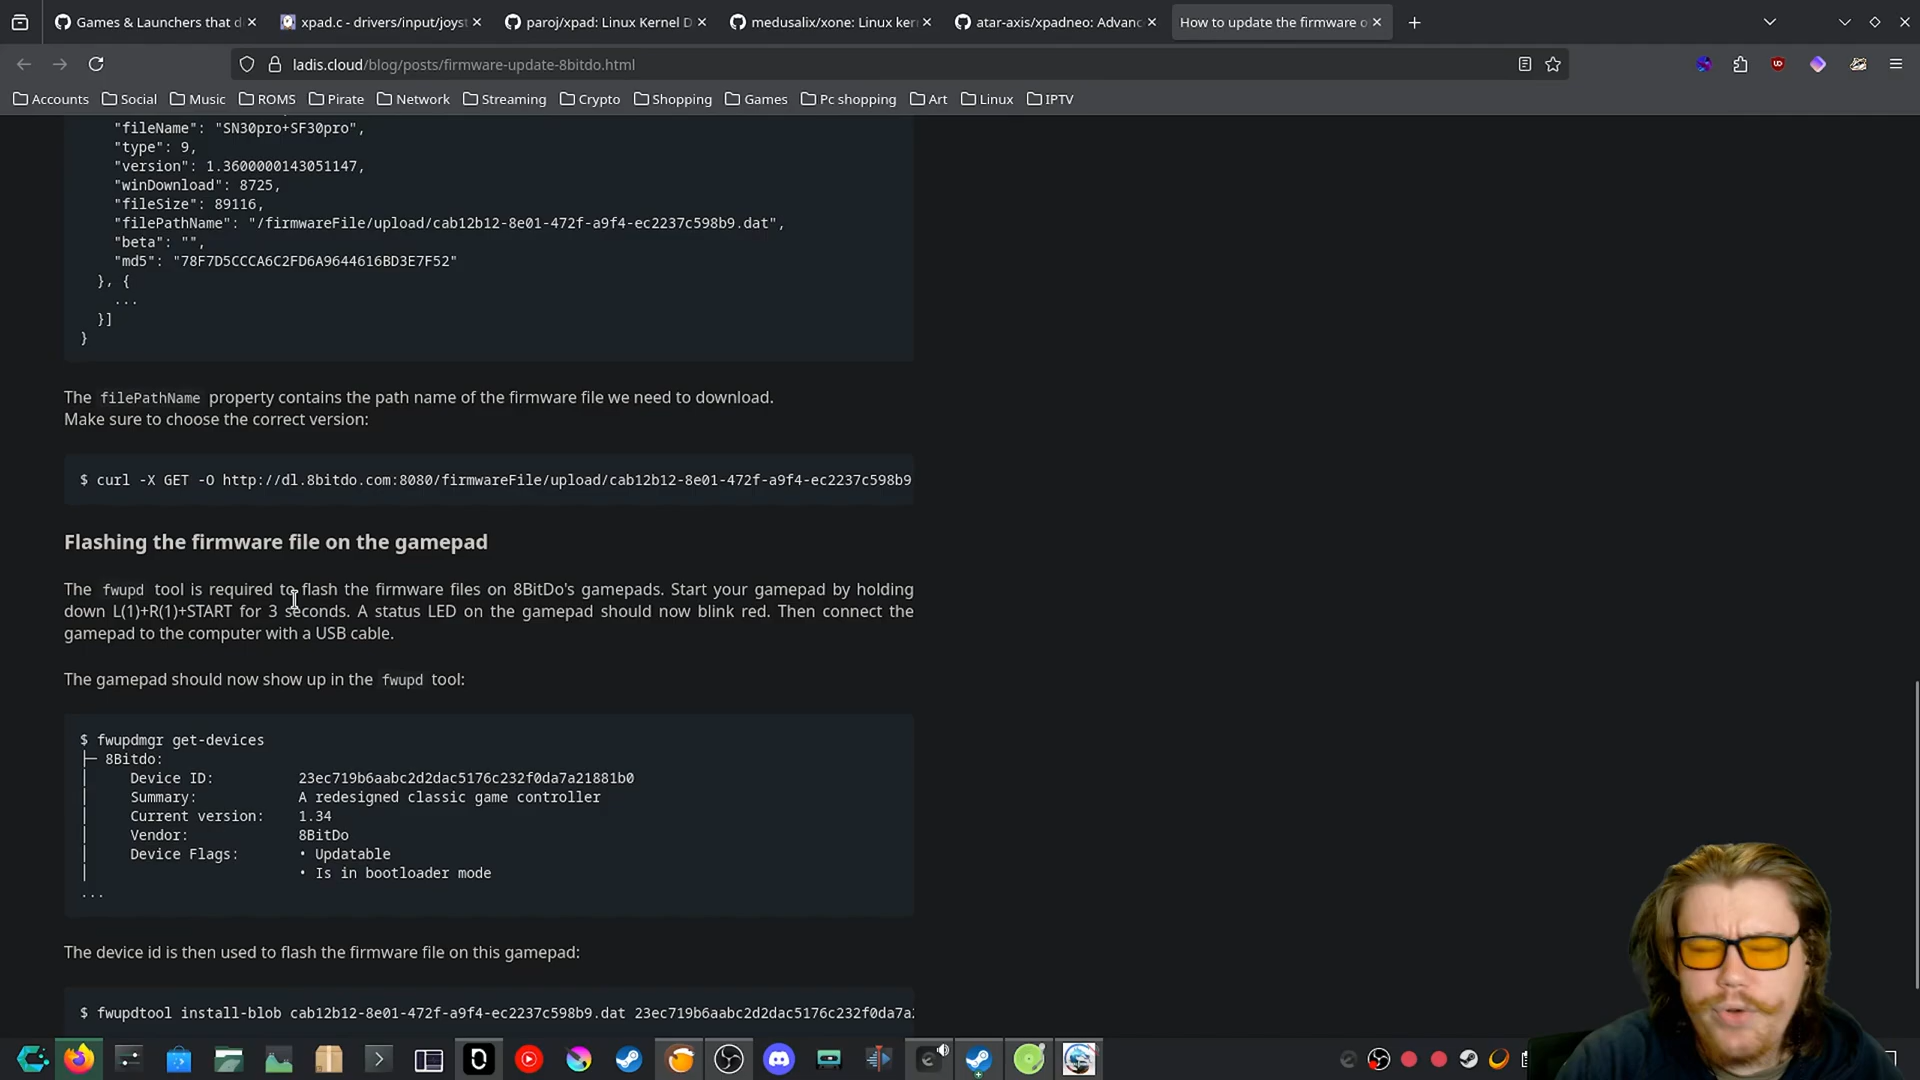 Games & Launchers that d
xpad.c - drivers/input/joyst
paroj/xpad: Linux Kernel D
medusalix/xone: Linux ker
atar-axis/xpadneo: Advanc
How to update the firmware o
ladis.cloud/blog/posts/firmware-update-8bitdo.html
Accounts
Social
Music
ROMS
Pirate
Network
Streaming
Crypto
Shopping
Games
Pc shopping
Art
Linux
IPTV
"fileName": "SN30pro+SF30pro",
"type": 9,
"version": 1.3600000143051147,
"winDownload": 8725,
"fileSize": 89116,
"filePathName": "/firmwareFile/upload/cab12b12-8e01-472f-a9f4-ec2237c598b9.dat",
"beta": "",
"md5": "78F7D5CCCA6C2FD6A9644616BD3E7F52"
}, {
...
}]
}
The filePathName property contains the path name of the firmware file we need to download.
Make sure to choose the correct version:
$ curl -X GET -O http://dl.8bitdo.com:8080/firmwareFile/upload/cab12b12-8e01-472f-a9f4-ec2237c598b9
Flashing the firmware file on the gamepad
The fwupd tool is required to flash the firmware files on 8BitDo's gamepads. Start your gamepad by holding
down L(1)+R(1)+START for 3 seconds. A status LED on the gamepad should now blink red. Then connect the
gamepad to the computer with a USB cable.
The gamepad should now show up in the fwupd tool:
$ fwupdmgr get-devices
├─ 8Bitdo:
│ Device ID: 23ec719b6aabc2d2dac5176c232f0da7a21881b0
│ Summary: A redesigned classic game controller
│ Current version: 1.34
│ Vendor: 8BitDo
│ Device Flags: • Updatable
│ • Is in bootloader mode
...
The device id is then used to flash the firmware file on this gamepad:
$ fwupdtool install-blob cab12b12-8e01-472f-a9f4-ec2237c598b9.dat 23ec719b6aabc2d2dac5176c232f0da7a2